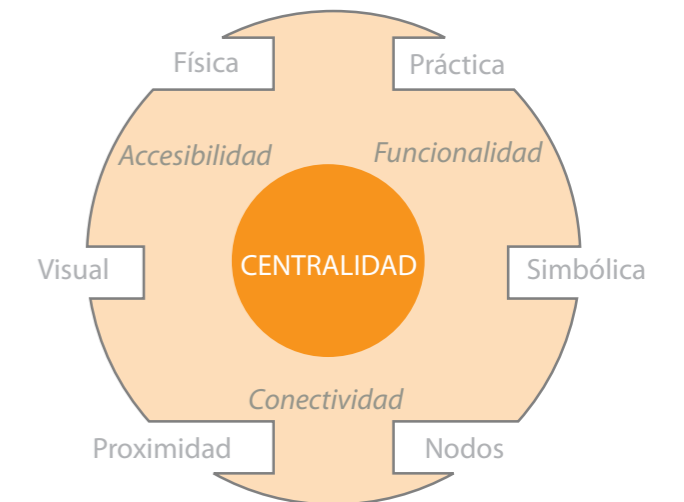 Física
Práctica
Accesibilidad
Funcionalidad
Visual
CENTRALIDAD
Simbólica
Conectividad
Proximidad
Nodos